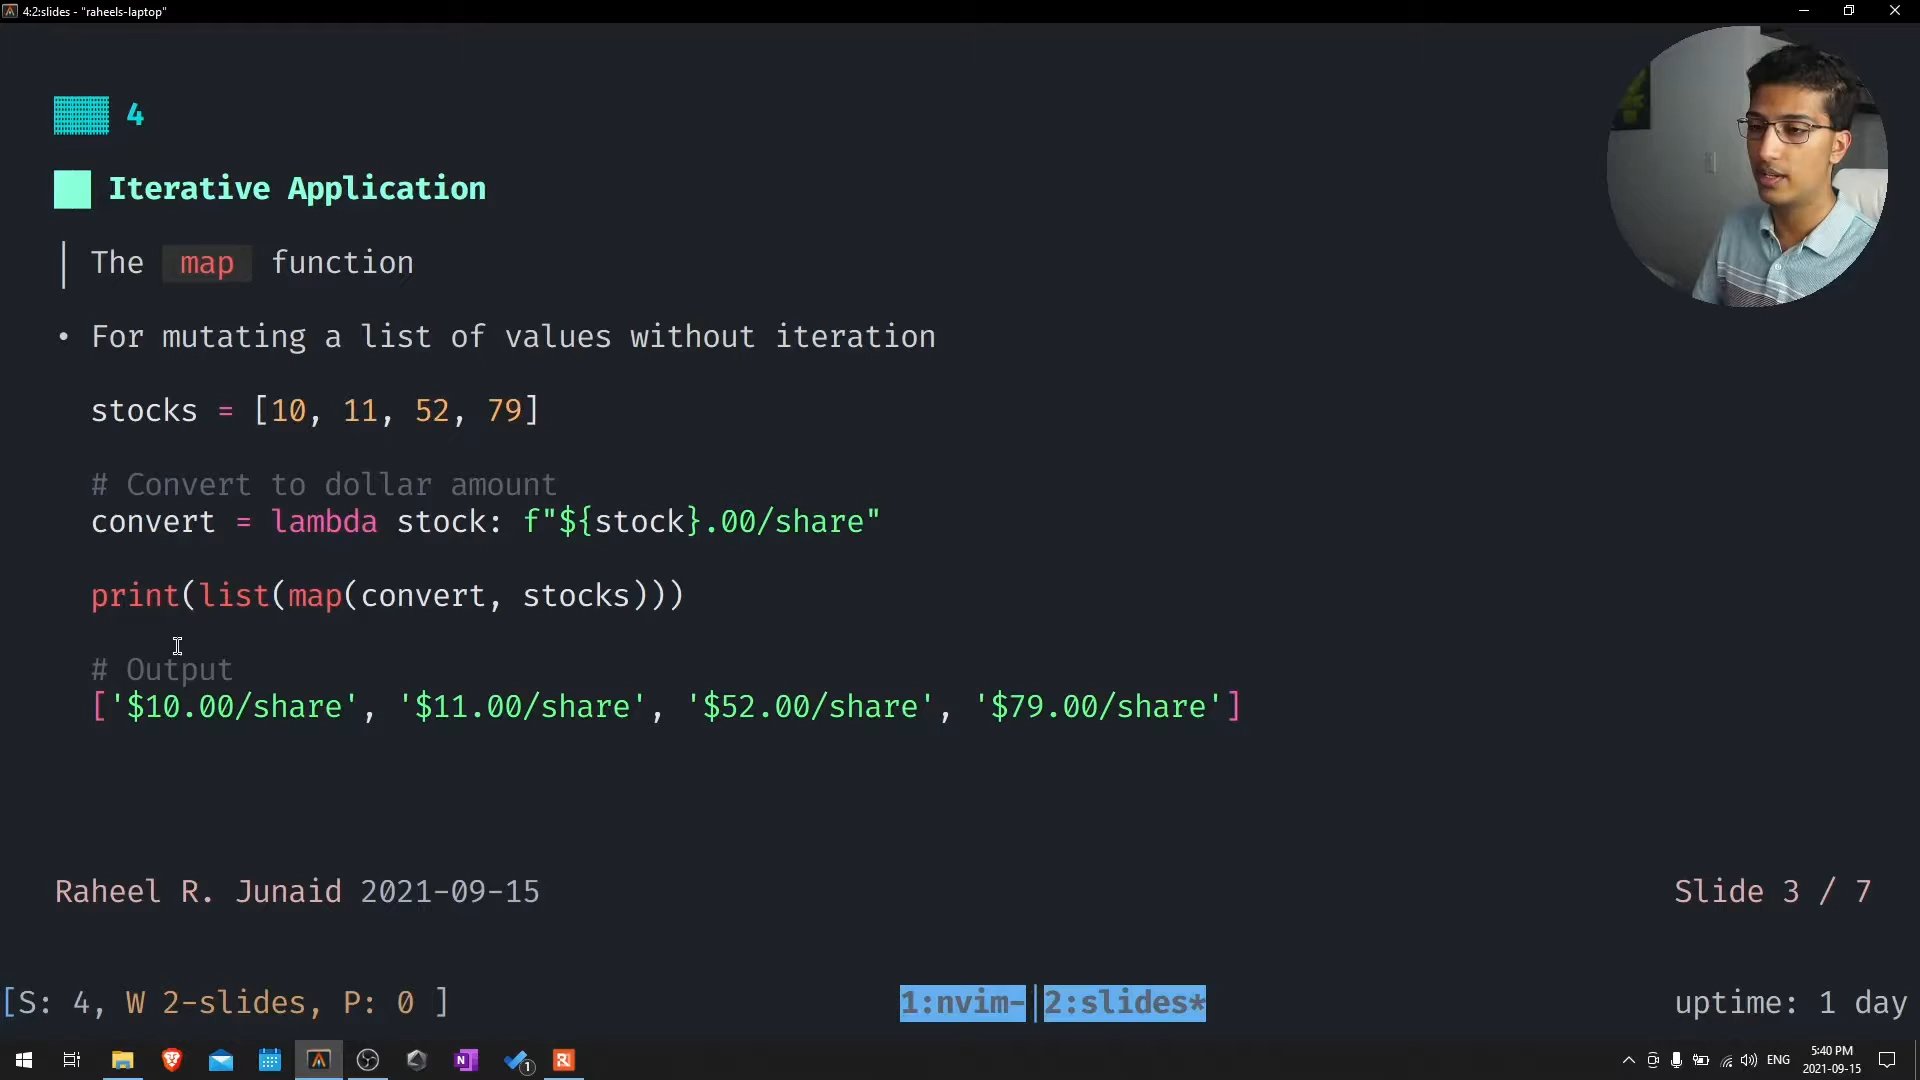 4:2:slides - "raheels-laptop"
4
Iterative Application
The map function
• For mutating a list of values without iteration
stocks = [10, 11, 52, 79]
# Convert to dollar amount
convert = lambda stock: f"${stock}.00/share"
print(list(map(convert, stocks)))
# Output
['$10.00/share', '$11.00/share', '$52.00/share', '$79.00/share']
Raheel R. Junaid 2021-09-15
Slide 3 / 7
[S: 4, W 2-slides, P: 0 ]
1:nvim-|2:slides*
uptime: 1 day
N
1
R
ENG
5:40 PM
2021-09-15